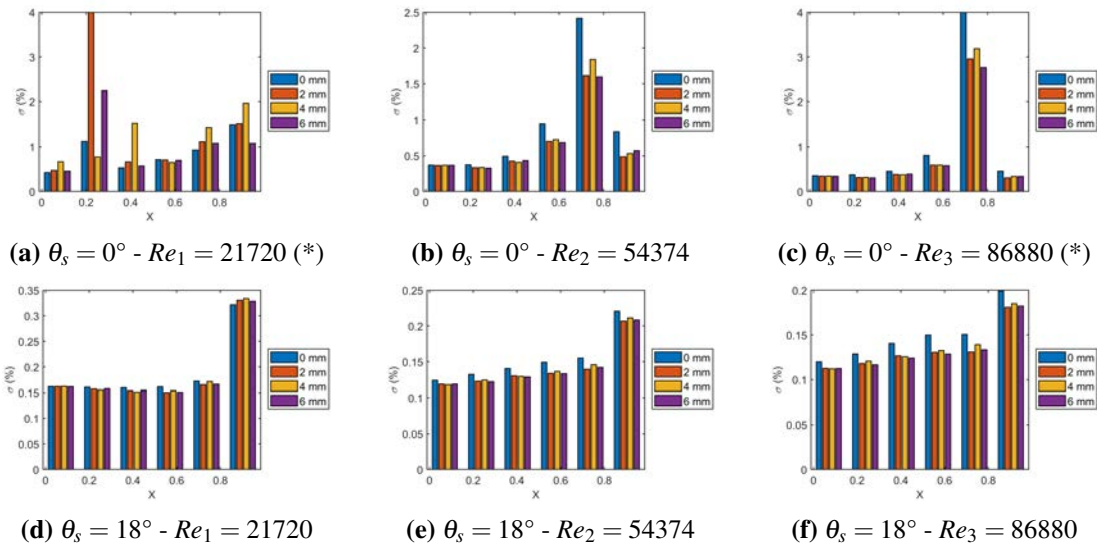 4
3
2
1
0
σ (%)
0 0.2 0.4 0.6 0.8
X
0 mm
2 mm
4 mm
6 mm
(a) θs = 0° - Re1 = 21720 (*)
2.5
2
1.5
1
0.5
0
σ (%)
0 0.2 0.4 0.6 0.8
X
0 mm
2 mm
4 mm
6 mm
(b) θs = 0° - Re2 = 54374
4
3
2
1
0
σ (%)
0 0.2 0.4 0.6 0.8
X
0 mm
2 mm
4 mm
6 mm
(c) θs = 0° - Re3 = 86880 (*)
0.35
0.3
0.25
0.2
0.15
0.1
0.05
0
σ (%)
0 0.2 0.4 0.6 0.8
X
0 mm
2 mm
4 mm
6 mm
(d) θs = 18° - Re1 = 21720
0.25
0.2
0.15
0.1
0.05
0
σ (%)
0 0.2 0.4 0.6 0.8
X
0 mm
2 mm
4 mm
6 mm
(e) θs = 18° - Re2 = 54374
0.2
0.15
0.1
0.05
0
σ (%)
0 0.2 0.4 0.6 0.8
X
0 mm
2 mm
4 mm
6 mm
(f) θs = 18° - Re3 = 86880